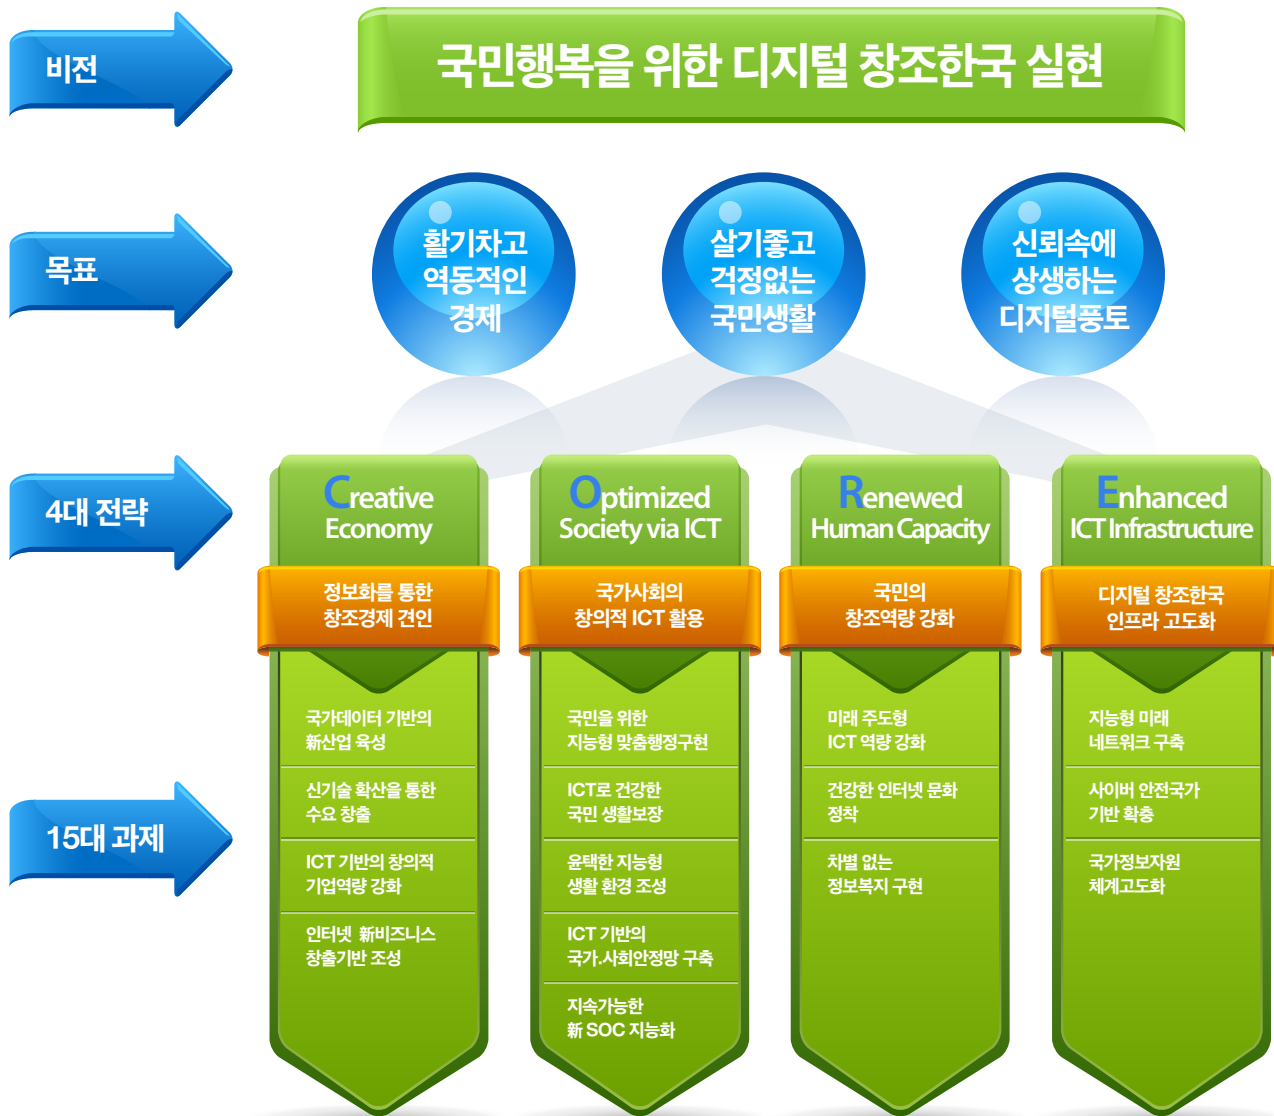 비전
국민행복을 위한 디지털 창조한국 실현
목표
활기차고
역동적인
경제
살기좋고
걱정없는
국민생활
신뢰속에
상생하는
디지털풍토
4대 전략
Creative
Economy
정보화를 통한
창조경제 견인
Optimized
Society via ICT
국가사회의
창의적 ICT 활용
Renewed
Human Capacity
국민의
창조역량 강화
Enhanced
ICT Infrastructure
디지털 창조한국
인프라 고도화
15대 과제
국가데이터 기반의
新산업 육성
신기술 확산을 통한
수요 창출
ICT 기반의 창의적
기업역량 강화
인터넷 新비즈니스
창출기반 조성
국민을 위한
지능형 맞춤행정구현
ICT로 건강한
국민 생활보장
윤택한 지능형
생활 환경 조성
ICT 기반의
국가.사회안정망 구축
지속가능한
新 SOC 지능화
미래 주도형
ICT 역량 강화
건강한 인터넷 문화
정착
차별 없는
정보복지 구현
지능형 미래
네트워크 구축
사이버 안전국가
기반 확충
국가정보자원
체계고도화